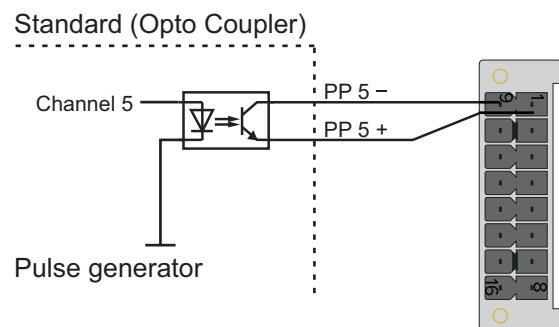 Standard (Opto Coupler)
PP 5 −
Channel 5
PP 5 +
Pulse generator
9 1
16 8